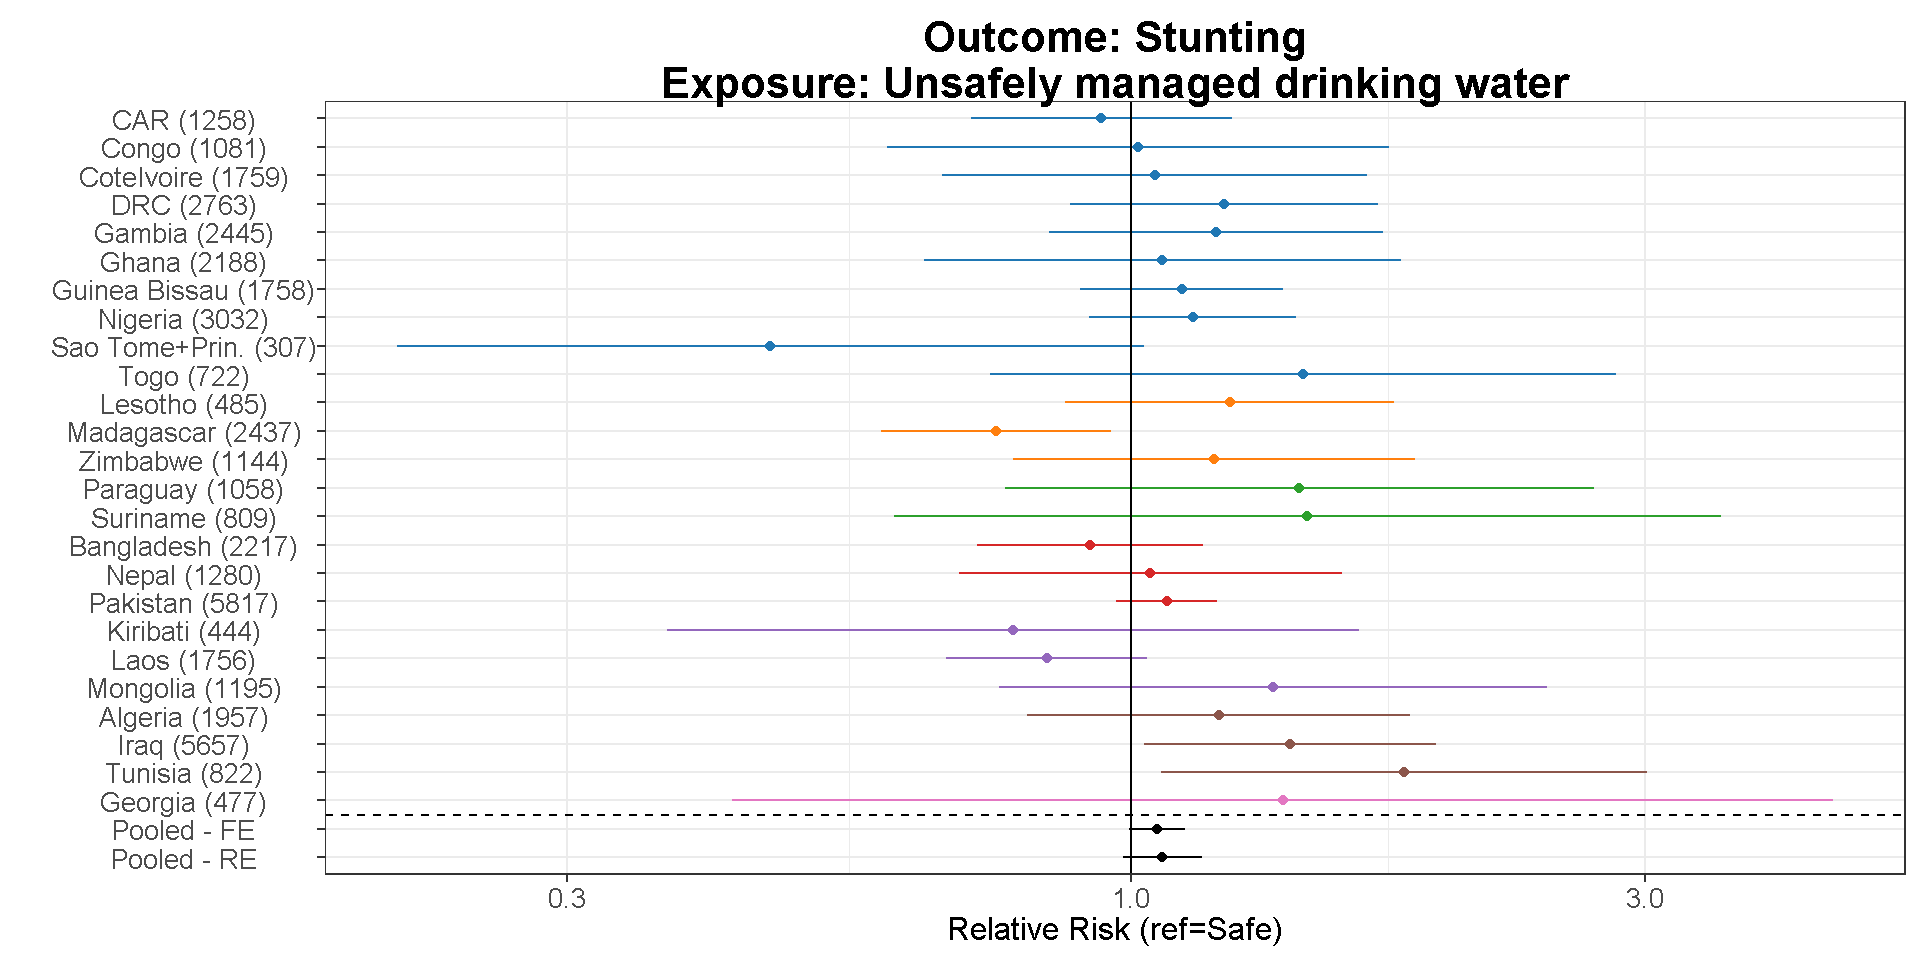 Outcome: Stunting
Exposure: Unsafely managed drinking water
CAR (1258)
Congo (1081)
CoteIvoire (1759)
DRC (2763)
Gambia (2445)
Ghana (2188)
Guinea Bissau (1758)
Nigeria (3032)
Sao Tome+Prin. (307)
Togo (722)
Lesotho (485)
Madagascar (2437)
Zimbabwe (1144)
Paraguay (1058)
Suriname (809)
Bangladesh (2217)
Nepal (1280)
Pakistan (5817)
Kiribati (444)
Laos (1756)
Mongolia (1195)
Algeria (1957)
Iraq (5657)
Tunisia (822)
Georgia (477)
Pooled - FE
Pooled - RE
0.3 1.0 3.0
Relative Risk (ref=Safe)